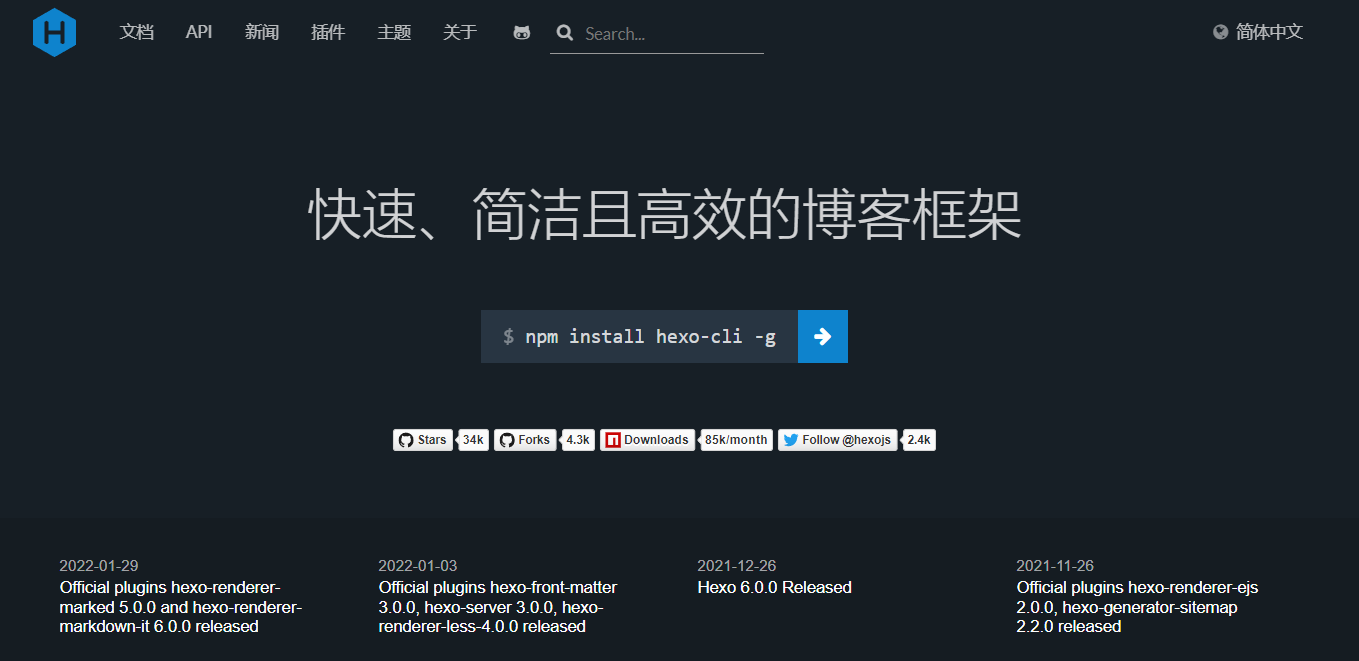 H 文档 API 新闻 插件 主题 关于 Search... 简体中文
快速、简洁且高效的博客框架
$ npm install hexo-cli -g
Stars 34k Forks 4.3k Downloads 85k/month Follow @hexojs 2.4k
2022-01-29
Official plugins hexo-renderer-
marked 5.0.0 and hexo-renderer-
markdown-it 6.0.0 released
2022-01-03
Official plugins hexo-front-matter
3.0.0, hexo-server 3.0.0, hexo-
renderer-less-4.0.0 released
2021-12-26
Hexo 6.0.0 Released
2021-11-26
Official plugins hexo-renderer-ejs
2.0.0, hexo-generator-sitemap
2.2.0 released